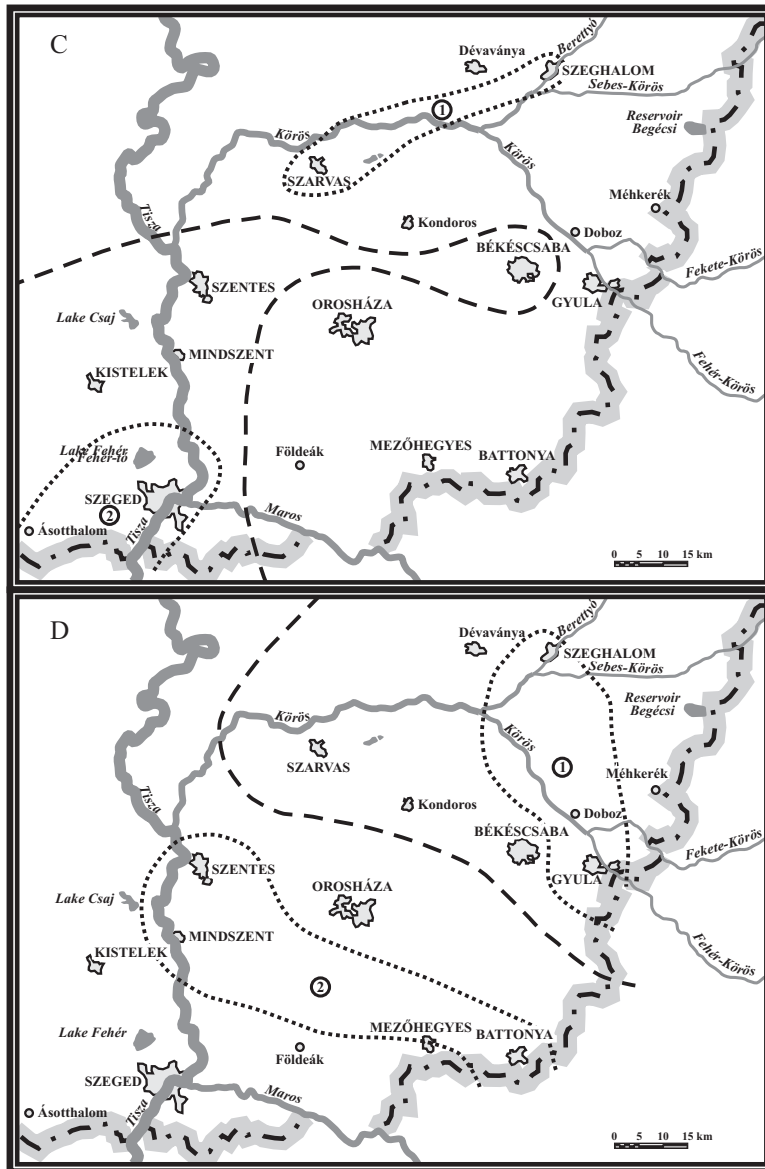 C
Dévaványa
Berettyó
SZEGHALOM
Sebes-Körös
1
Reservoir
Begécsi
Körös
Körös
SZARVAS
Méhkerék
Tisza
Kondoros
Doboz
BÉKÉSCSABA
Fekete-Körös
SZENTES
GYULA
OROSHÁZA
Lake Csaj
MINDSZENT
KISTELEK
Fehér-Körös
Lake Fehér
Fehér-tó
Földeák
MEZŐHEGYES
BATTONYA
SZEGED
2
Maros
Ásotthalom
Tisza
0 5 10 15 km
D
Dévaványa
Berettyó
SZEGHALOM
Sebes-Körös
Reservoir
Begécsi
Körös
Körös
SZARVAS
1
Méhkerék
Tisza
Kondoros
Doboz
BÉKÉSCSABA
Fekete-Körös
SZENTES
GYULA
OROSHÁZA
Lake Csaj
MINDSZENT
KISTELEK
Fehér-Körös
2
Lake Fehér
Földeák
MEZŐHEGYES
BATTONYA
SZEGED
Maros
Ásotthalom
Tisza
0 5 10 15 km